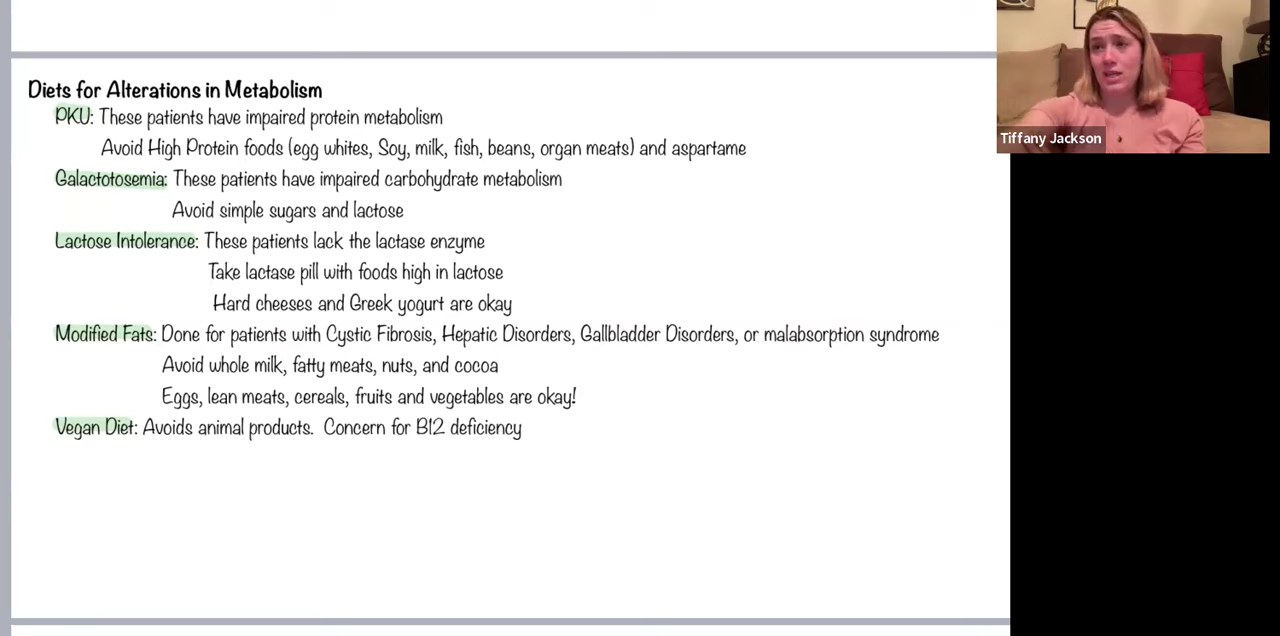 Diets for Alterations in Metabolism
PKU: These patients have impaired protein metabolism
Avoid High Protein foods (egg whits, Soy, milk, fish, beans, organ meats) and aspartame
Galactotosemia: These patients have impaired carbohydrate metabolism
Avoid simple sugars and lactose
Lactose Intolerance: These patients lack the lactase enzyme
Take lactase pill with foods high in lactose
Hard cheeses and Greek yogurt are okay
Modified Fats: Done for patients with Cystic Fibrosis, Hepatic Disorders, Gallbladder Disorders, or malabsorption syndrome
Avoid whole milk, fatty meats, nuts, and cocoa
Eggs, lean meats, cereals, fruits and vegetables are okay!
Vegan Diet: Avoids animal products. Concern for B12 deficiency
Tiffany Jackson